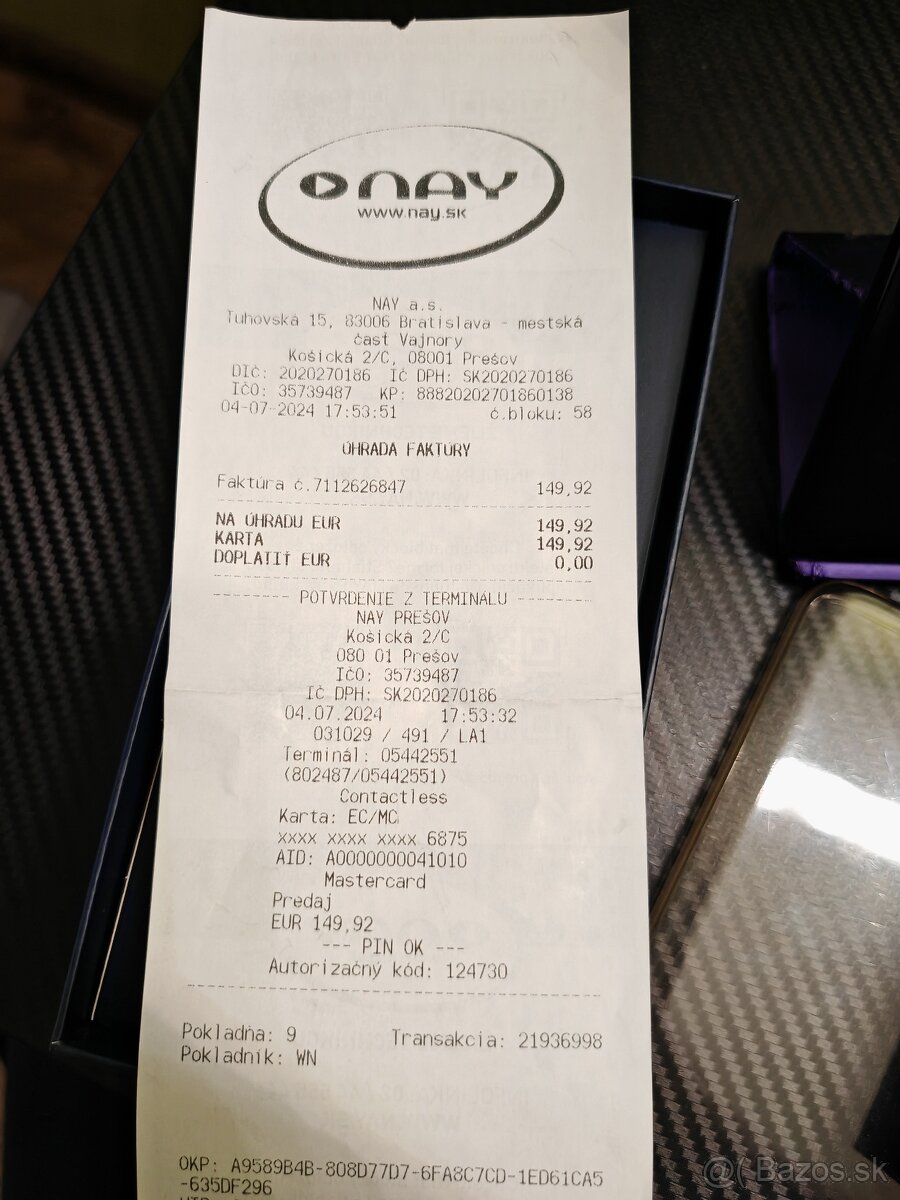 NAY
www.nay.sk
NAY a.s.
Tuhovská 15, 83006 Bratislava - mestská
časť Vajnory
Košická 2/C, 08001 Prešov
DIČ: 2020270186 IČ DPH: SK2020270186
IČO: 35739487 KP: 88820202701860138
04-07-2024 17:53:51 č.bloku: 58
ÚHRADA FAKTÚRY
Faktúra č.7112626847 149,92
NA ÚHRADU EUR 149,92
KARTA 149,92
DOPLATIŤ EUR 0,00
-------- POTVRDENIE Z TERMINÁLU --------
NAY PREŠOV
Košická 2/C
080 01 Prešov
IČO: 35739487
IČ DPH: SK2020270186
04.07.2024 17:53:32
031029 / 491 / LA1
Terminál: 05442551
(802487/05442551)
Contactless
Karta: EC/MC
xxxx xxxx xxxx 6875
AID: A0000000041010
Mastercard
Predaj
EUR 149,92
--- PIN OK ---
Autorizačný kód: 124730
Pokladňa: 9 Transakcia: 21936998
Pokladník: WN
OKP: A9589B4B-808D77D7-6FA8C7CD-1ED61CA5
-635DF296
@( Bazos.sk